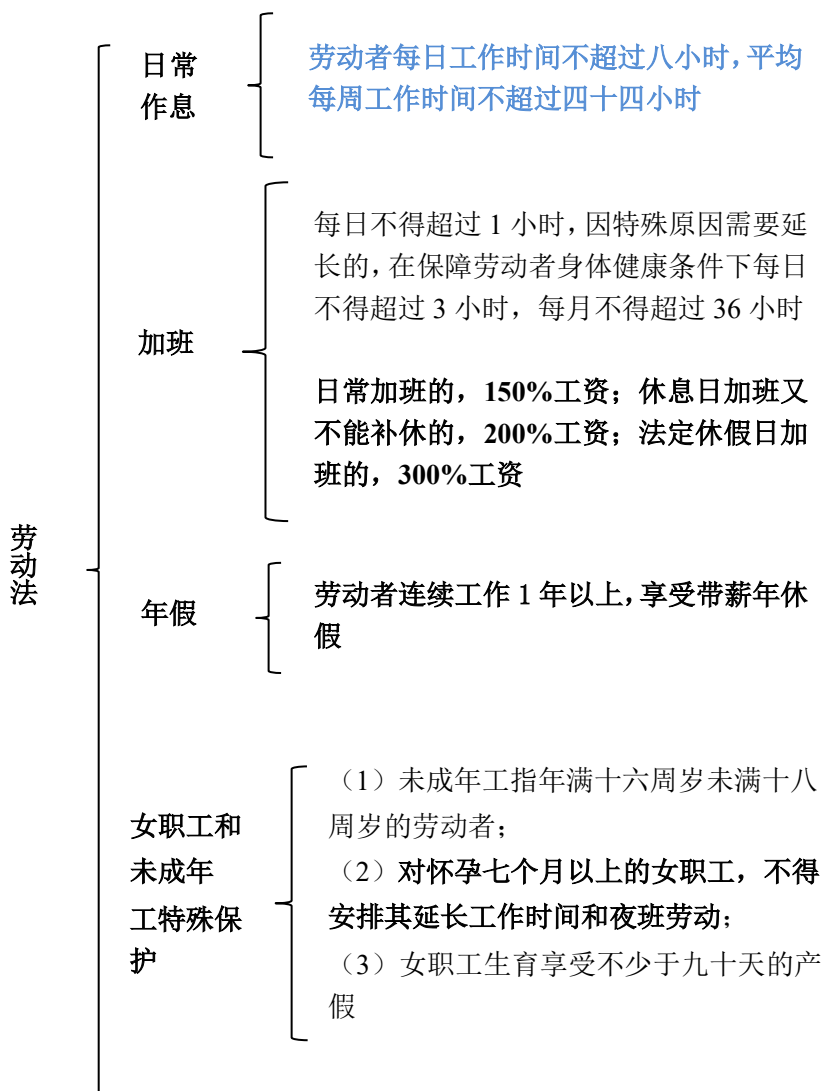 劳动法
日常
作息
劳动者每日工作时间不超过八小时，平均
每周工作时间不超过四十四小时
加班
每日不得超过 1 小时，因特殊原因需要延
长的，在保障劳动者身体健康条件下每日
不得超过 3 小时，每月不得超过 36 小时
日常加班的，150%工资；休息日加班又
不能补休的，200%工资；法定休假日加
班的，300%工资
年假
劳动者连续工作 1 年以上，享受带薪年休
假
女职工和
未成年
工特殊保
护
（1）未成年工指年满十六周岁未满十八
周岁的劳动者；
（2）对怀孕七个月以上的女职工，不得
安排其延长工作时间和夜班劳动；
（3）女职工生育享受不少于九十天的产
假